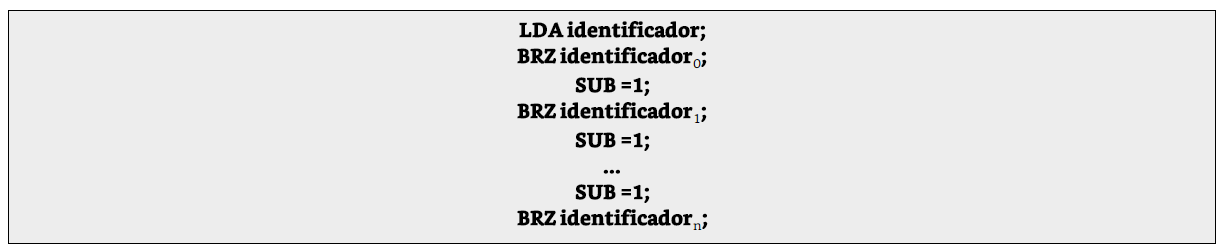 LDA identificador;
BRZ identificador₀;
SUB =1;
BRZ identificador₁;
SUB =1;
...
SUB =1;
BRZ identificadorₙ;